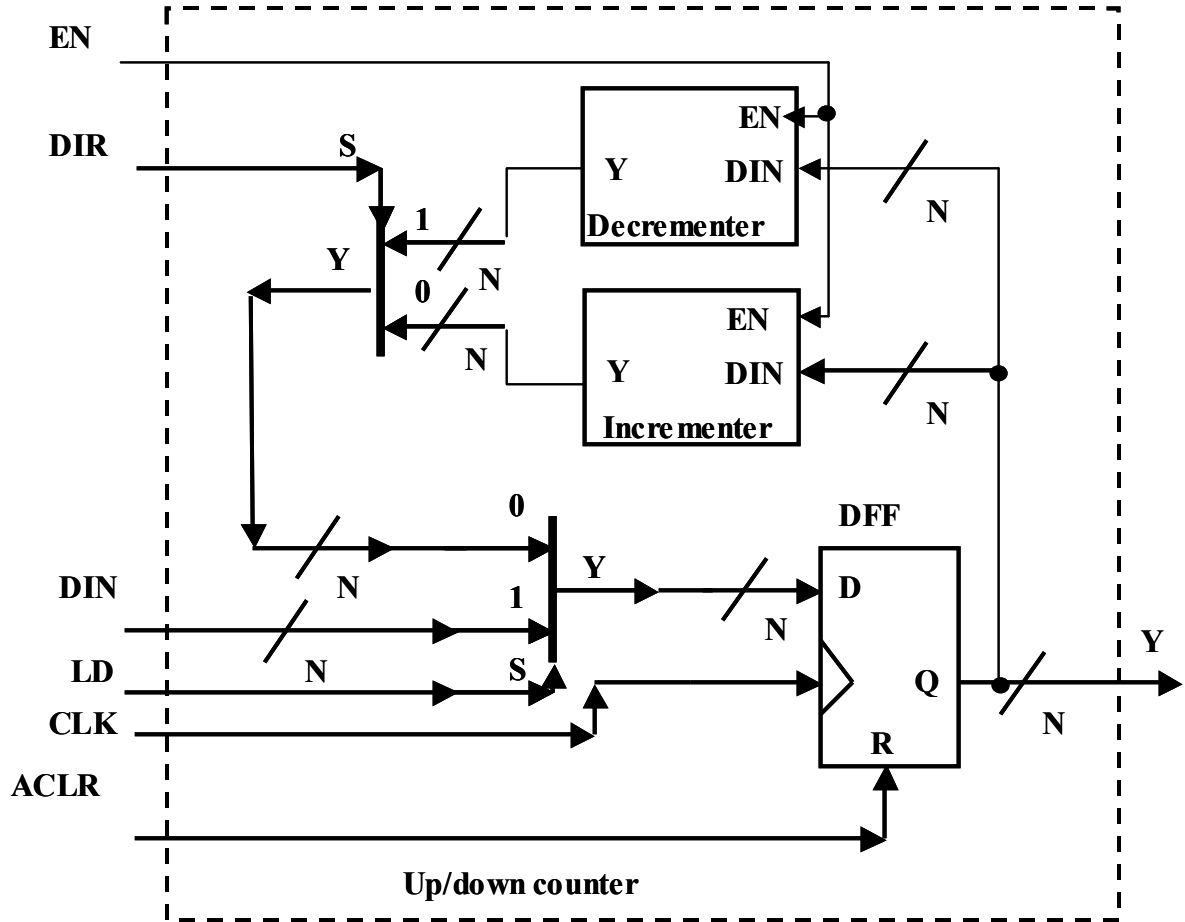 EN
EN
DIR
S
Y
DIN
N
Decrementer
1
N
Y
0
N
EN
Y
DIN
N
Incrementer
0
DFF
N
Y
D
DIN
1
N
N
LD
S
Q
Y
CLK
N
R
ACLR
Up/down counter